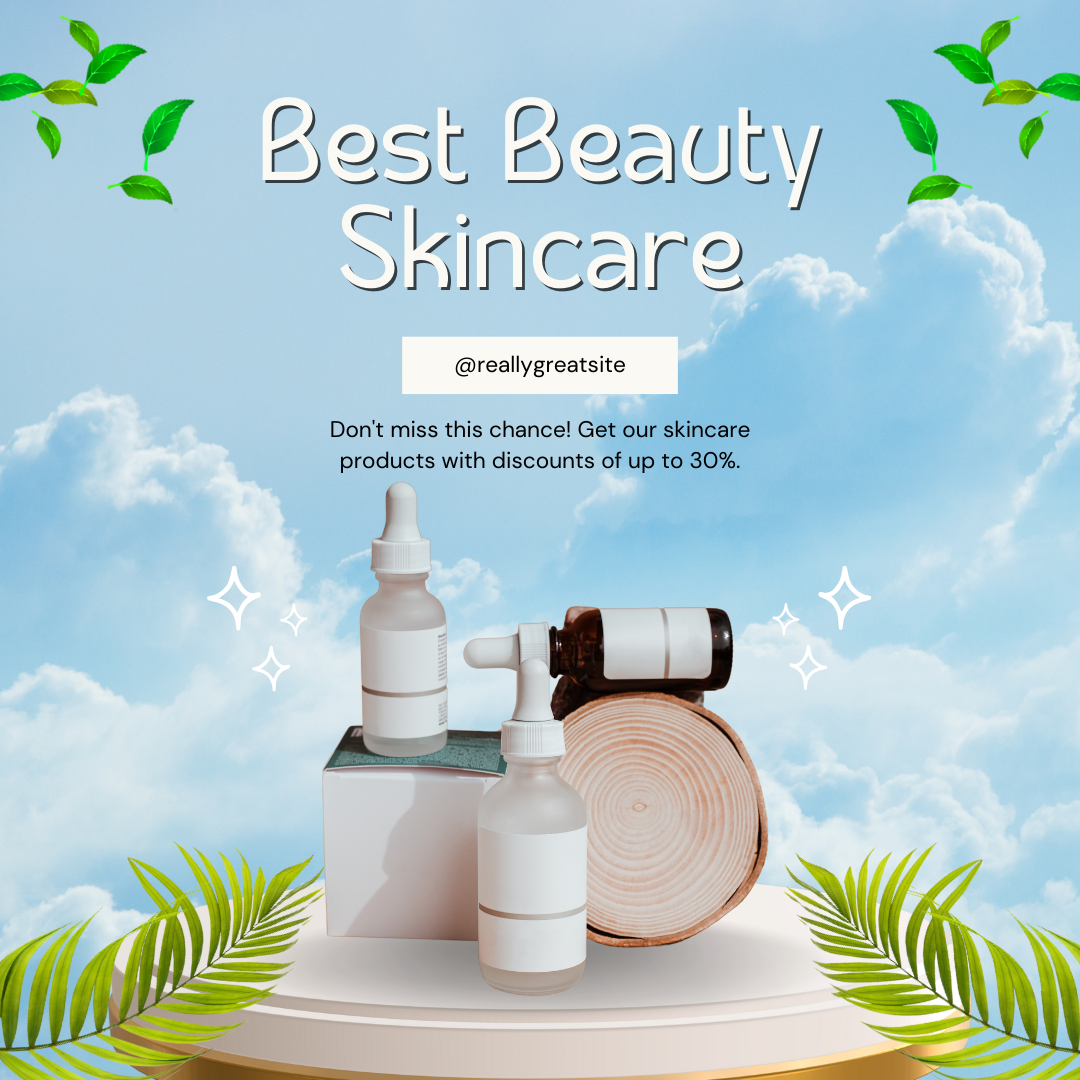 Best Beauty
Skincare
@reallygreatsite
Don't miss this chance! Get our skincare
products with discounts of up to 30%.